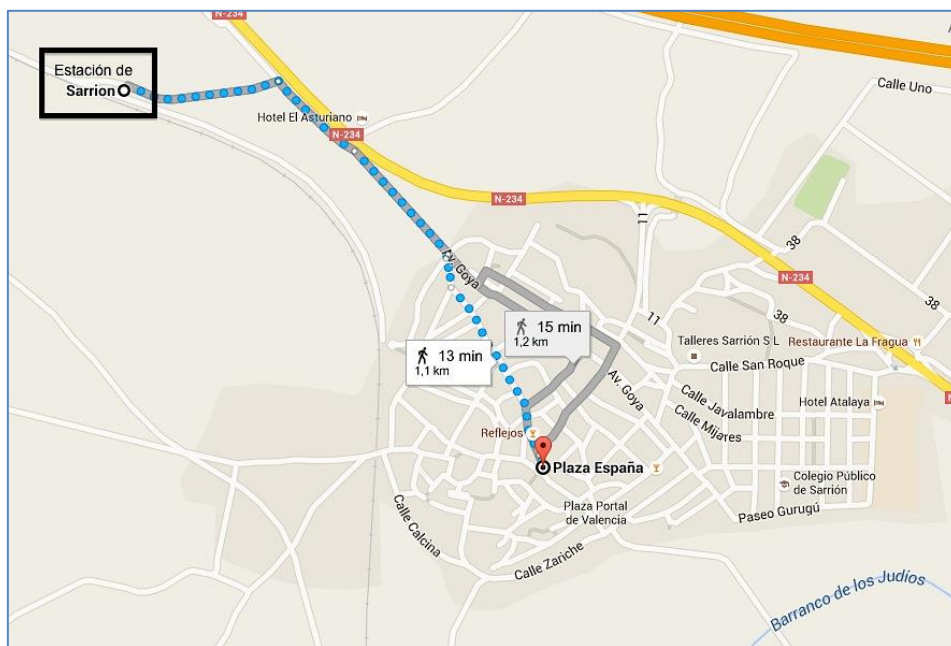 N-234
Estación de
Sarrion
Calle Uno
Hotel El Asturiano
N-234
N-234
11
38
Av. Goya
N-234
15 min
1,2 km
11
38
Talleres Sarrión S L
Restaurante La Fragua
13 min
1,1 km
Calle San Roque
Av. Goya
Calle Javalambre
Hotel Atalaya
Calle Mijares
Reflejos
Plaza España
Colegio Público
de Sarrión
Plaza Portal
de Valencia
Paseo Gurugú
Calle Calcina
Calle Zariche
Barranco de los Judíos